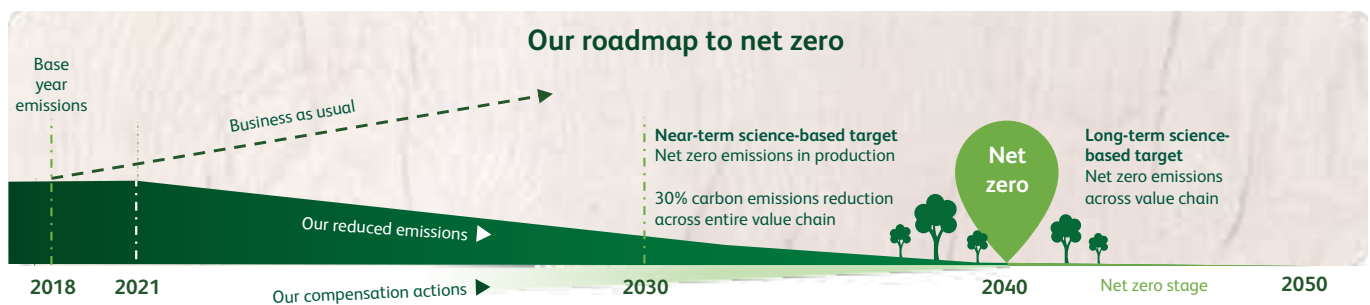 Our roadmap to net zero
Base
year
emissions
Business as usual
Near-term science-based target
Net zero emissions in production
30% carbon emissions reduction
across entire value chain
Net
zero
Long-term science-
based target
Net zero emissions
across value chain
Our reduced emissions
2018
2021
Our compensation actions
2030
2040
Net zero stage
2050